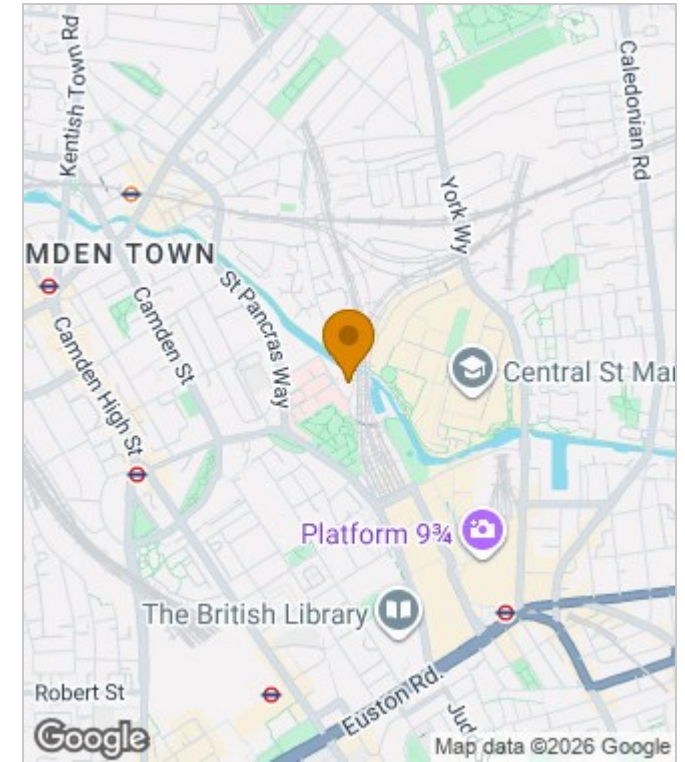 Kentish Town Rd
Caledonian Rd
York Wy
MDEN TOWN
St Pancras Way
Camden St
Camden High St
Central St Mar
Platform 9¾
The British Library
Robert St
Euston Rd.
Jud
Google
Map data ©2026 Google